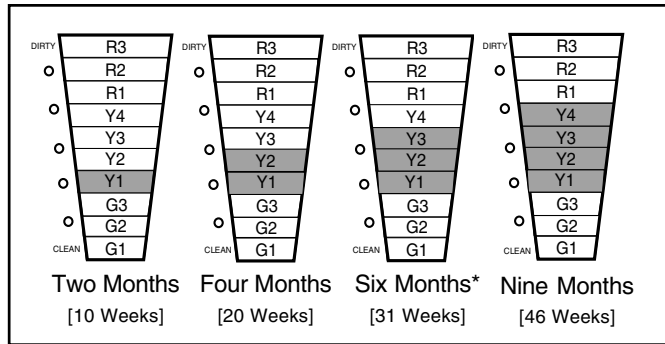 DIRTY R3 DIRTY R3 DIRTY R3 DIRTY R3
R2 R2 R2 R2
R1 R1 R1 R1
Y4 Y4 Y4 Y4
Y3 Y3 Y3 Y3
Y2 Y2 Y2 Y2
Y1 Y1 Y1 Y1
G3 G3 G3 G3
G2 G2 G2 G2
CLEAN G1 CLEAN G1 CLEAN G1 CLEAN G1
Two Months Four Months Six Months* Nine Months
[10 Weeks] [20 Weeks] [31 Weeks] [46 Weeks]